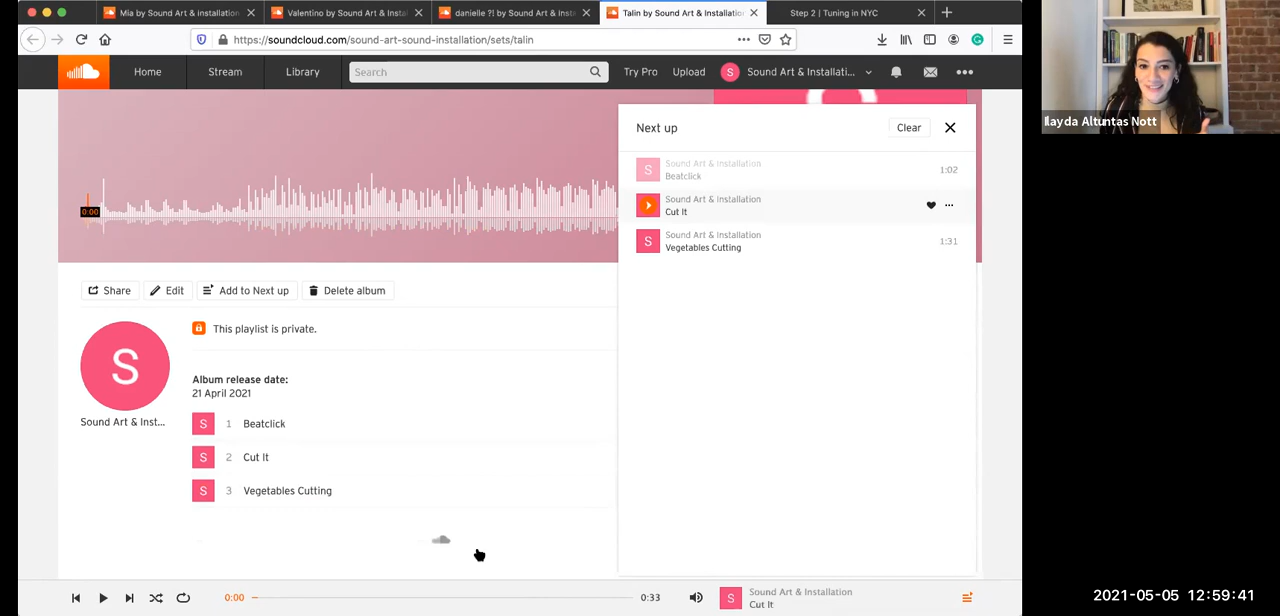 Mia by Sound Art & Installation
Valentino by Sound Art & Instal
danielle ?! by Sound Art & Insta
Talin by Sound Art & Installatio
Step 2 | Tuning in NYC
https://soundcloud.com/sound-art-sound-installation/sets/talin
Home
Stream
Library
Search
Try Pro
Upload
S
Sound Art & Installati...
0:00
Next up
Clear
S
Sound Art & Installation
Beatclick
1:02
Sound Art & Installation
Cut It
S
Sound Art & Installation
Vegetables Cutting
1:31
Share
Edit
Add to Next up
Delete album
S
Sound Art & Inst...
This playlist is private.
Album release date:
21 April 2021
S 1 Beatclick
S 2 Cut It
S 3 Vegetables Cutting
0:00
0:33
S
Sound Art & Installation
Cut It
Ilayda Altuntas Nott
2021-05-05 12:59:41